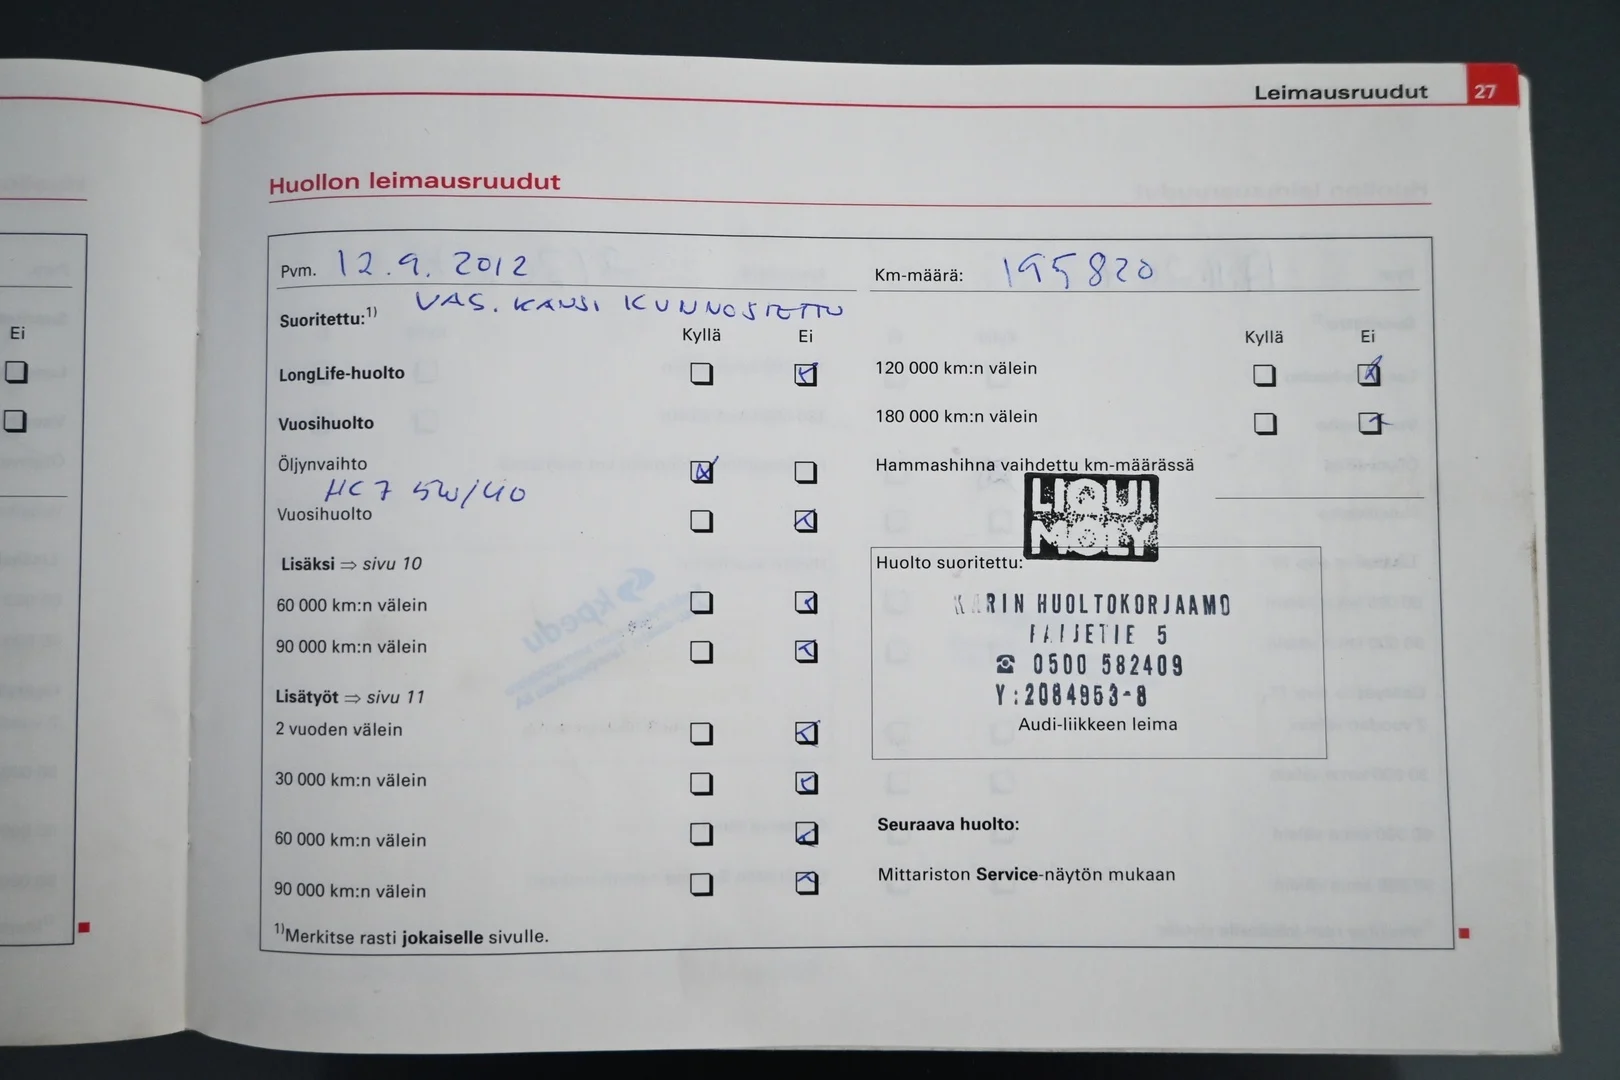 Leimausruudut 27
Huollon leimausruudut
Pvm. 12.9.2012
Km-määrä: 195820
Suoritettu:1) VAS. KANSI KUNNOSTETTU
Kyllä Ei
LongLife-huolto
Vuosihuolto
Öljynvaihto
HC7 5W/40
Vuosihuolto
Lisäksi ⇒ sivu 10
60 000 km:n välein
90 000 km:n välein
Lisätyöt ⇒ sivu 11
2 vuoden välein
30 000 km:n välein
60 000 km:n välein
90 000 km:n välein
1)Merkitse rasti jokaiselle sivulle.
Kyllä Ei
120 000 km:n välein
180 000 km:n välein
Hammashihna vaihdettu km-määrässä
LIQUI
MOLY
Huolto suoritettu:
HUOLTOKORJAAMO
5
☎ 0500 582409
Y:2084953-8
Audi-liikkeen leima
Seuraava huolto:
Mittariston Service-näytön mukaan
Ei